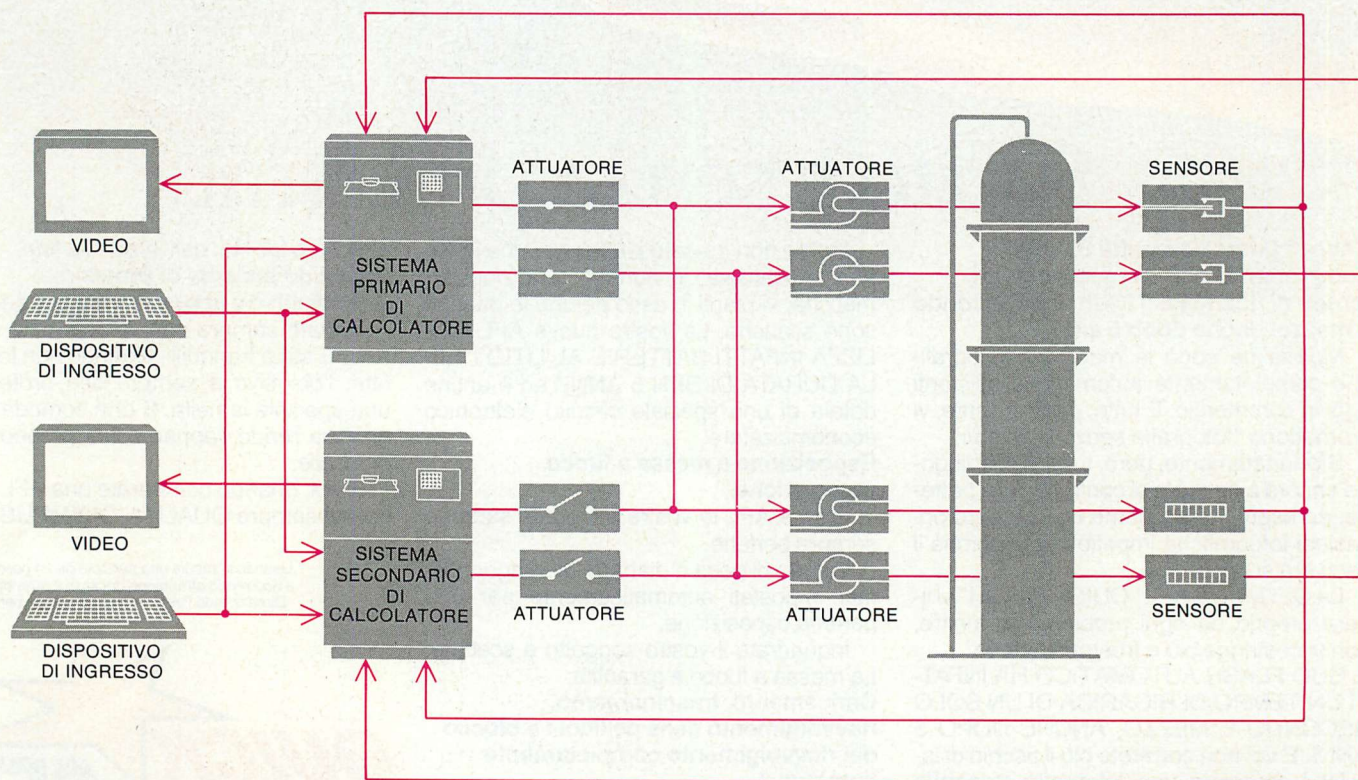 ATTUATORE
ATTUATORE
SENSORE
VIDEO
SISTEMA
PRIMARIO
DI
CALCOLATORE
DISPOSITIVO
DI INGRESSO
VIDEO
SISTEMA
SECONDARIO
DI
CALCOLATORE
ATTUATORE
ATTUATORE
SENSORE
DISPOSITIVO
DI INGRESSO